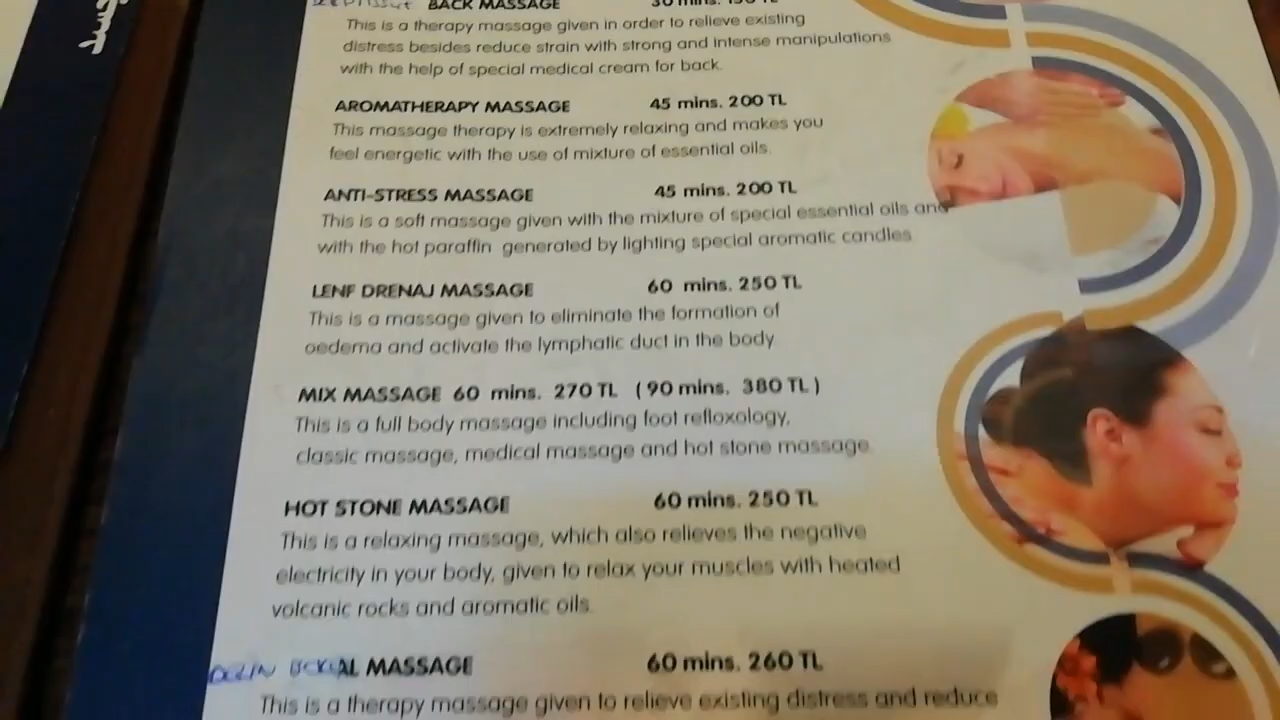 BACK MASSAGE
This is a therapy massage given in order to relieve existing
distress besides reduce strain with strong and intense manipulations
with the help of special medical cream for back.
AROMATHERAPY MASSAGE 45 mins. 200 TL
This massage therapy is extremely relaxing and makes you
feel energetic with the use of mixture of essential oils.
ANTI-STRESS MASSAGE 45 mins. 200 TL
This is a soft massage given with the mixture of special essential oils and
with the hot paraffin generated by lighting special aromatic candles
LENF DRENAJ MASSAGE 60 mins. 250 TL
This is a massage given to eliminate the formation of
oedema and activate the lymphatic duct in the body
MIX MASSAGE 60 mins. 270 TL ( 90 mins. 380 TL )
This is a full body massage including foot refloxology,
classic massage, medical massage and hot stone massage.
HOT STONE MASSAGE 60 mins. 250 TL
This is a relaxing massage, which also relieves the negative
electricity in your body, given to relax your muscles with heated
volcanic rocks and aromatic oils.
MASSAGE 60 mins. 260 TL
This is a therapy massage given to relieve existing distress and reduce